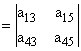 = | a₁₃ a₁₅ |
| a₄₃ a₄₅ |